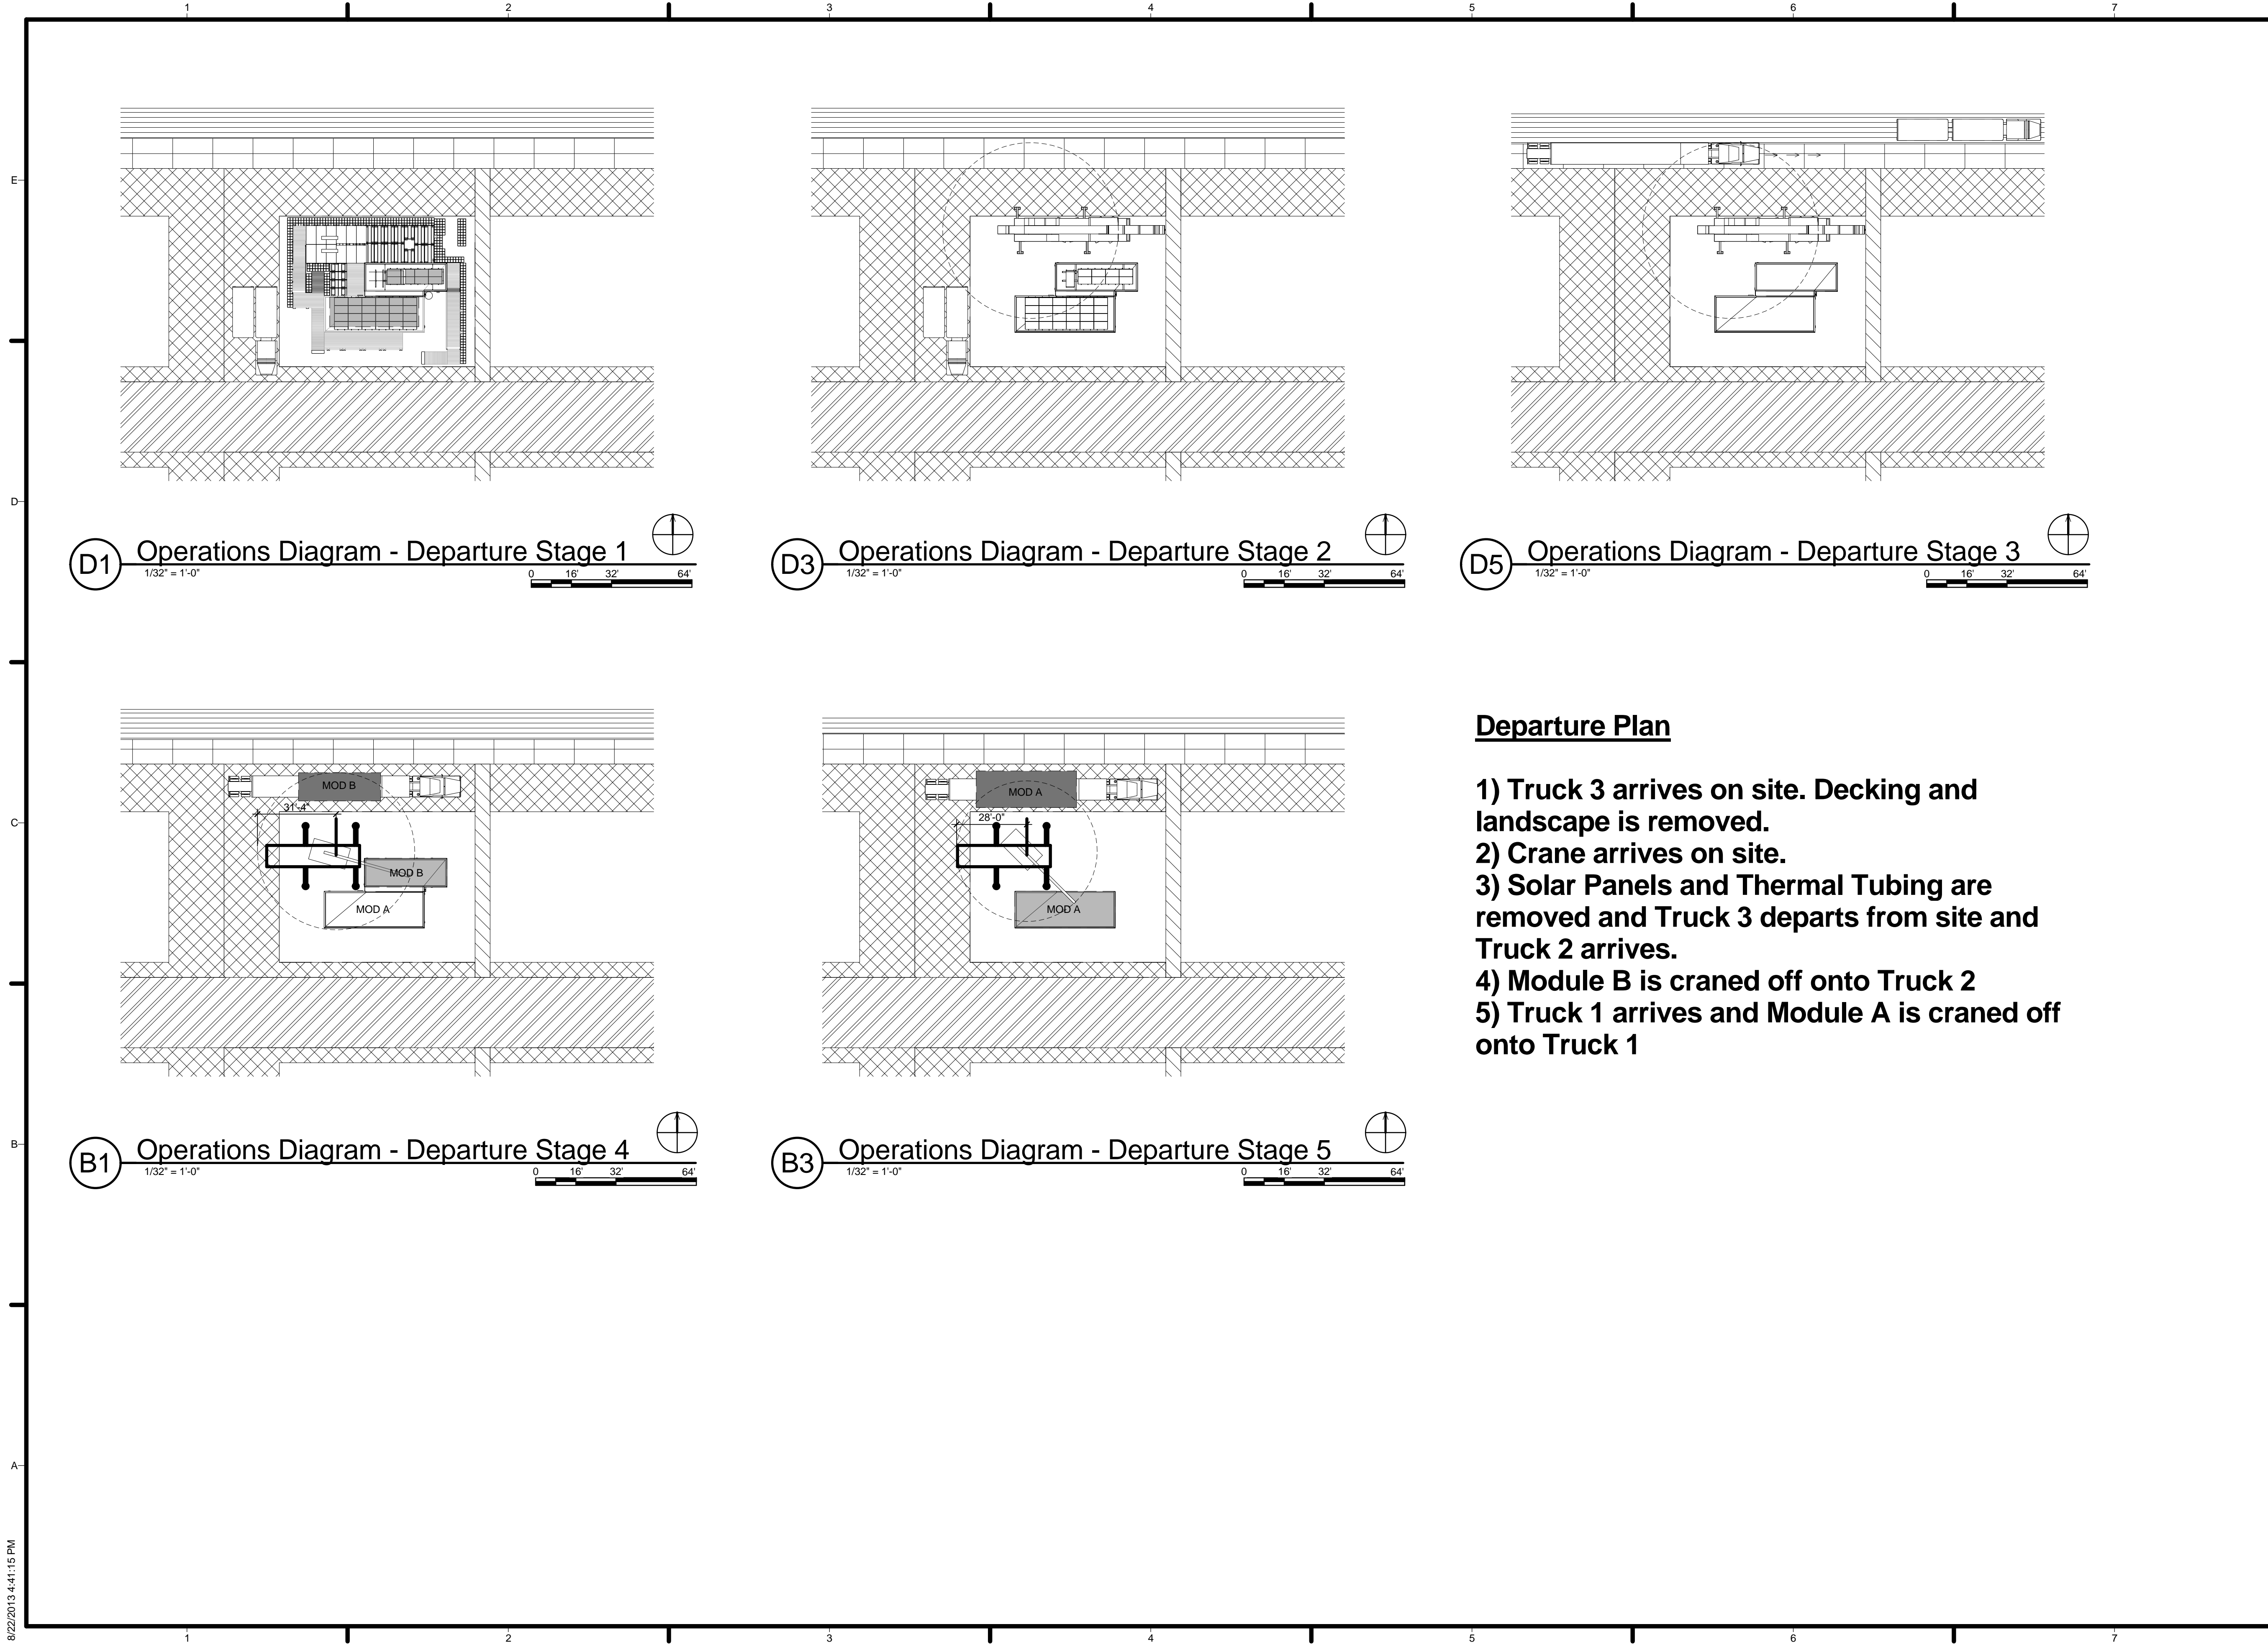 1 2 3 4 5 6 7
E
D
C
B
A
D1 Operations Diagram - Departure Stage 1
1/32" = 1'-0"
0 16' 32' 64'
D3 Operations Diagram - Departure Stage 2
1/32" = 1'-0"
0 16' 32' 64'
D5 Operations Diagram - Departure Stage 3
1/32" = 1'-0"
0 16' 32' 64'
MOD B
31'-4"
MOD B
MOD A
B1 Operations Diagram - Departure Stage 4
1/32" = 1'-0"
0 16' 32' 64'
MOD A
28'-0"
MOD A
B3 Operations Diagram - Departure Stage 5
1/32" = 1'-0"
0 16' 32' 64'
Departure Plan
1) Truck 3 arrives on site. Decking and
landscape is removed.
2) Crane arrives on site.
3) Solar Panels and Thermal Tubing are
removed and Truck 3 departs from site and
Truck 2 arrives.
4) Module B is craned off onto Truck 2
5) Truck 1 arrives and Module A is craned off
onto Truck 1
8/22/2013 4:41:15 PM
1 2 3 4 5 6 7